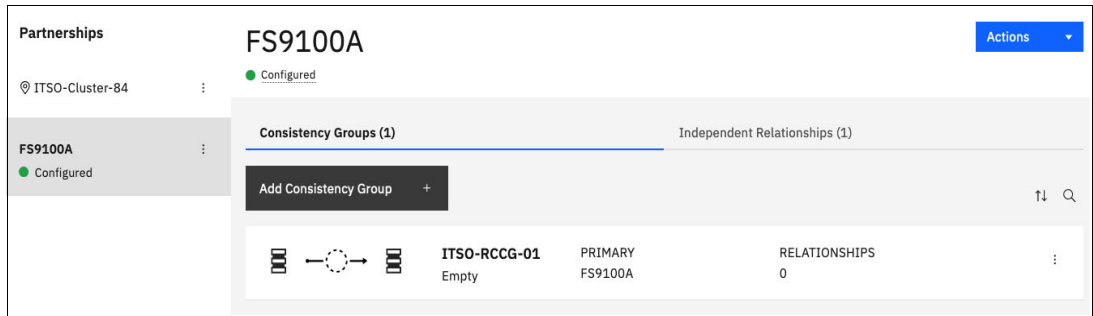 Partnerships
ITSO-Cluster-84
FS9100A
Configured
FS9100A
Configured
Actions
Consistency Groups (1)
Independent Relationships (1)
Add Consistency Group +
ITSO-RCCG-01
Empty
PRIMARY
FS9100A
RELATIONSHIPS
0